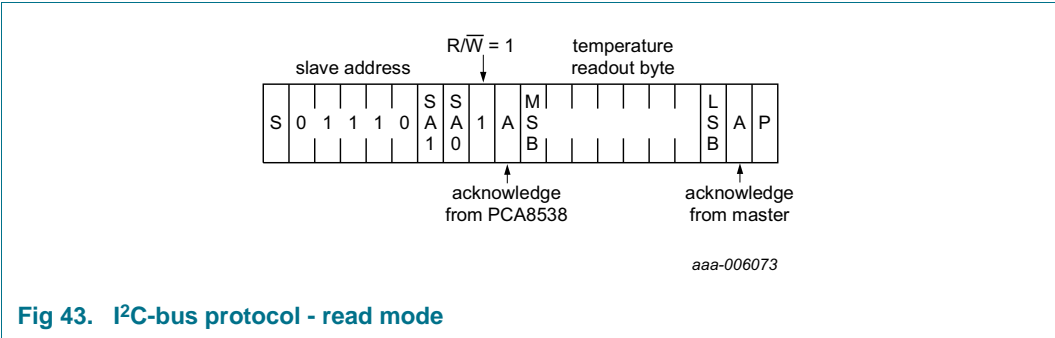 R/W̅ = 1
slave address
temperature
readout byte
S 0 1 1 1 0 SA1 SA0 1 A MSB LSB A P
acknowledge
from PCA8538
acknowledge
from master
aaa-006073
Fig 43. I²C-bus protocol - read mode